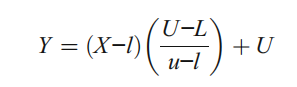 Y = (X−l) ( U−L / u−l ) + U